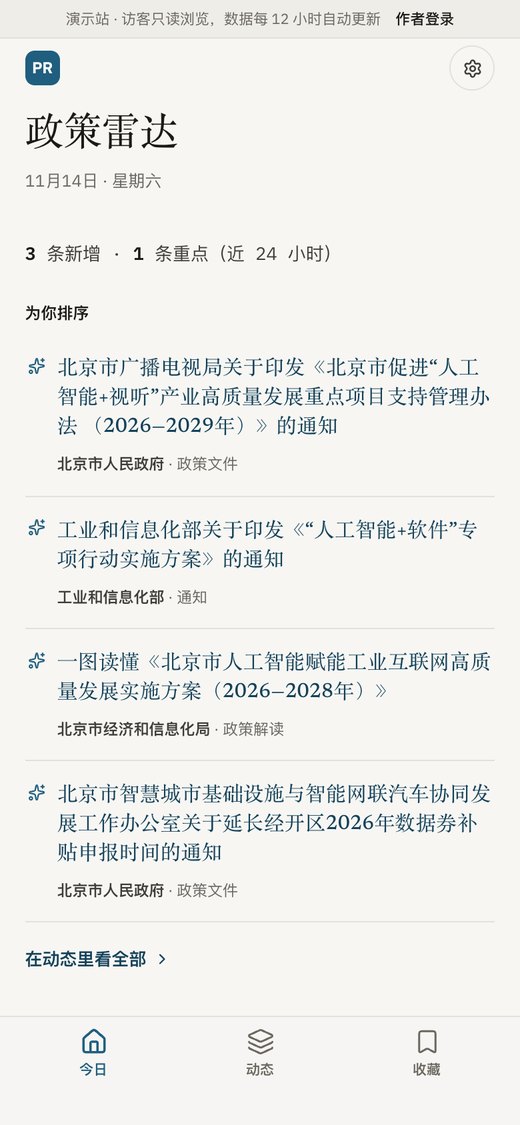 演示站 · 访客只读浏览，数据每 12 小时自动更新 作者登录
PR
政策雷达
11月14日 · 星期六
3 条新增 · 1 条重点（近 24 小时）
为你排序
北京市广播电视局关于印发《北京市促进“人工
智能+视听”产业高质量发展重点项目支持管理办
法 （2026—2029年）》的通知
北京市人民政府 · 政策文件
工业和信息化部关于印发《“人工智能+软件”专
项行动实施方案》的通知
工业和信息化部 · 通知
一图读懂《北京市人工智能赋能工业互联网高质
量发展实施方案（2026—2028年）》
北京市经济和信息化局 · 政策解读
北京市智慧城市基础设施与智能网联汽车协同发
展工作办公室关于延长经开区2026年数据券补
贴申报时间的通知
北京市人民政府 · 政策文件
在动态里看全部
今日 动态 收藏